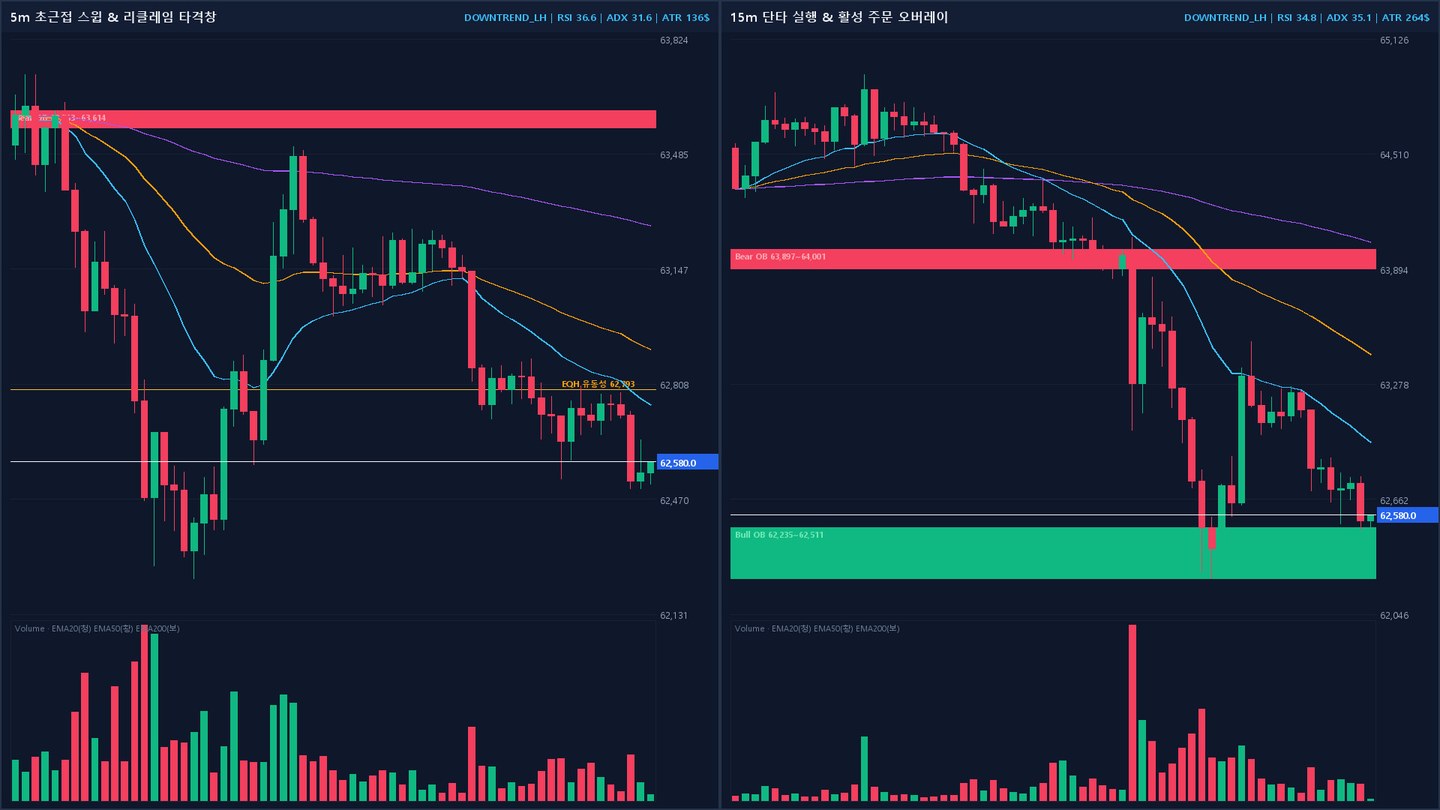 5m 초근접 스윕 & 리클레임 타격창
DOWNTREND_LH | RSI 36.6 | ADX 31.6 | ATR 136$
63,824
63,614
63,485
63,147
EQH 유동성 62,793
62,808
62,580.0
62,470
62,131
Volume · EMA20(청) EMA50(황) EMA200(보)
15m 단타 실행 & 활성 주문 오버레이
DOWNTREND_LH | RSI 34.8 | ADX 35.1 | ATR 264$
65,126
64,510
Bear OB 63,897~64,001
63,894
63,278
62,662
62,580.0
Bull OB 62,235~62,511
62,046
Volume · EMA20(청) EMA50(황) EMA200(보)